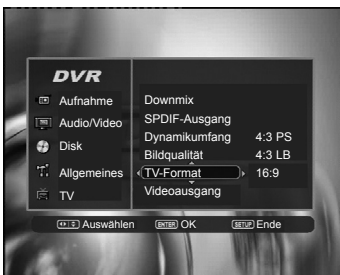 DVR
Aufnahme
Audio/Video
Disk
Allgemeines
TV
Downmix
SPDIF-Ausgang
Dynamikumfang 4:3 PS
Bildqualität 4:3 LB
TV-Format 16:9
Videoausgang
Auswählen ENTER OK SETUP Ende